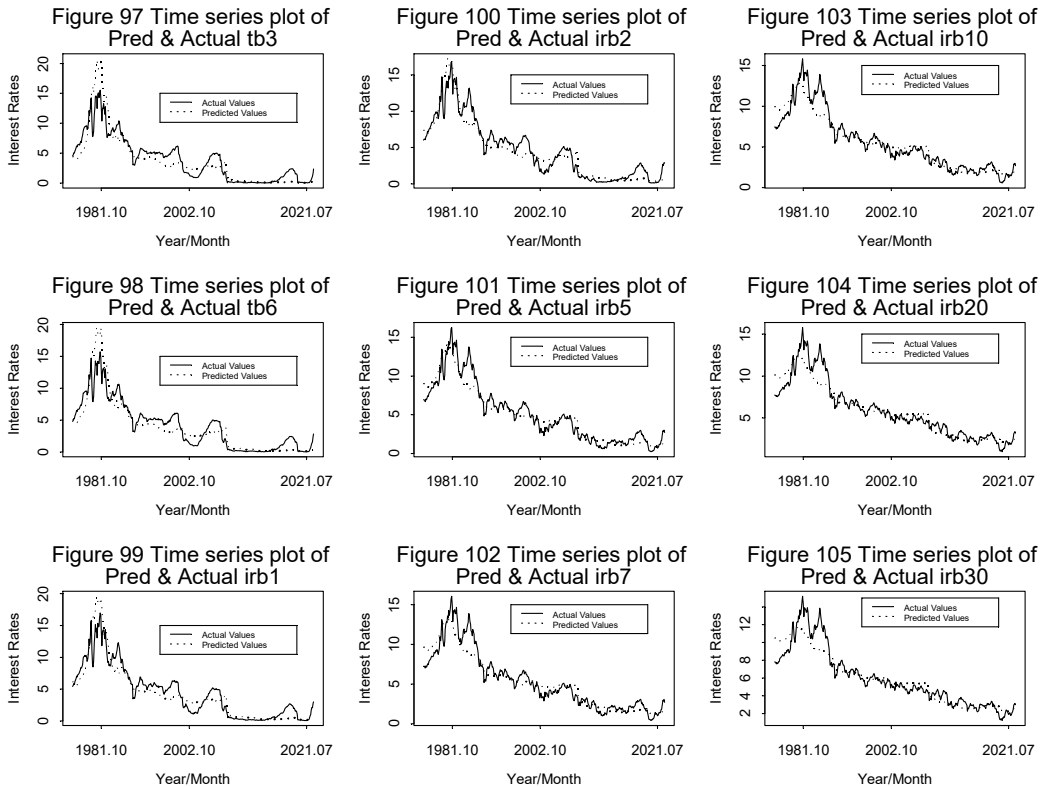 Figure 97 Time series plot of
Pred & Actual tb3
Interest Rates
20
15
10
5
0
Actual Values
Predicted Values
1981.10 2002.10 2021.07
Year/Month
Figure 100 Time series plot of
Pred & Actual irb2
Interest Rates
15
10
5
0
Actual Values
Predicted Values
1981.10 2002.10 2021.07
Year/Month
Figure 103 Time series plot of
Pred & Actual irb10
Interest Rates
15
10
5
0
Actual Values
Predicted Values
1981.10 2002.10 2021.07
Year/Month
Figure 98 Time series plot of
Pred & Actual tb6
Interest Rates
20
15
10
5
0
Actual Values
Predicted Values
1981.10 2002.10 2021.07
Year/Month
Figure 101 Time series plot of
Pred & Actual irb5
Interest Rates
15
10
5
0
Actual Values
Predicted Values
1981.10 2002.10 2021.07
Year/Month
Figure 104 Time series plot of
Pred & Actual irb20
Interest Rates
15
10
5
Actual Values
Predicted Values
1981.10 2002.10 2021.07
Year/Month
Figure 99 Time series plot of
Pred & Actual irb1
Interest Rates
20
15
10
5
0
Actual Values
Predicted Values
1981.10 2002.10 2021.07
Year/Month
Figure 102 Time series plot of
Pred & Actual irb7
Interest Rates
15
10
5
0
Actual Values
Predicted Values
1981.10 2002.10 2021.07
Year/Month
Figure 105 Time series plot of
Pred & Actual irb30
Interest Rates
12
8
6
4
2
Actual Values
Predicted Values
1981.10 2002.10 2021.07
Year/Month